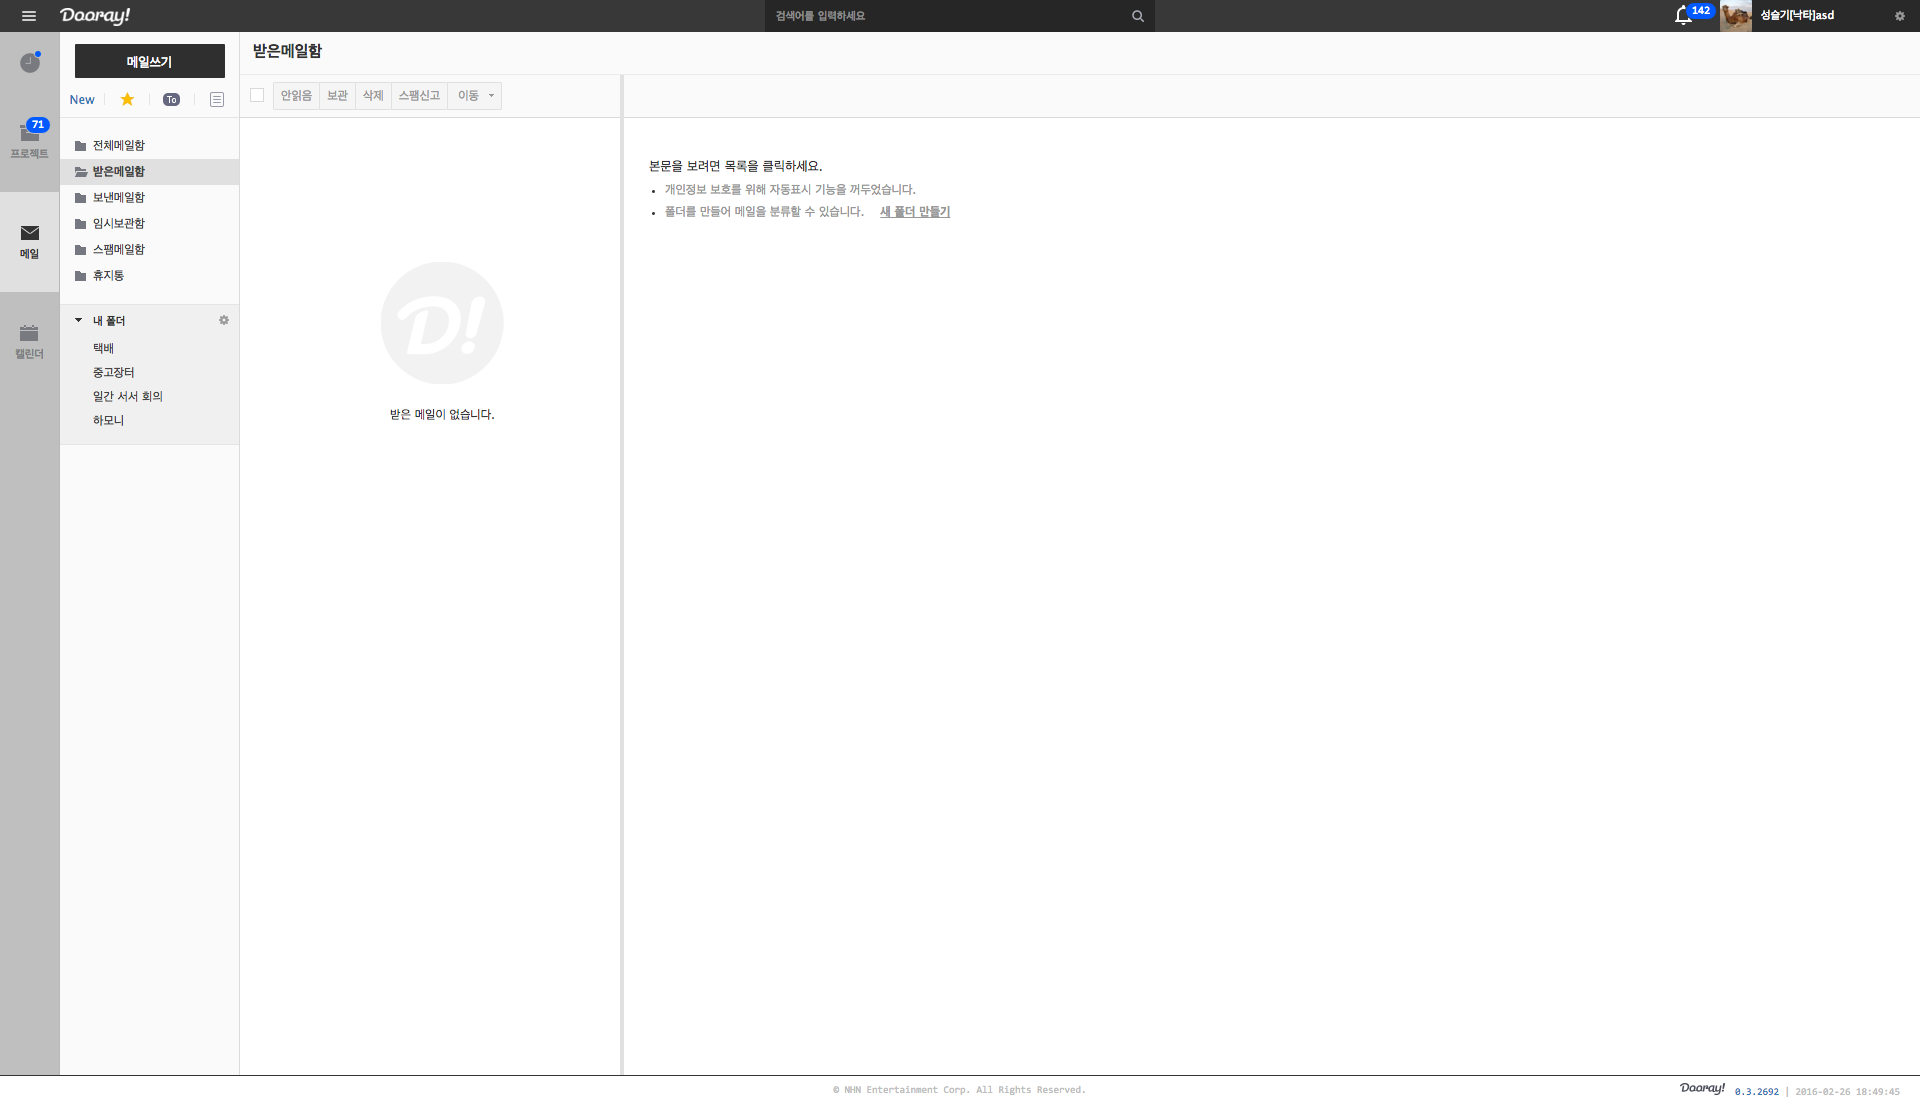 Dooray!
검색어를 입력하세요
142
성슬기[낙타]asd
71
프로젝트
메일
캘린더
메일쓰기
New
To
전체메일함
받은메일함
보낸메일함
임시보관함
스팸메일함
휴지통
내 폴더
택배
중고장터
일간 서서 회의
하모니
받은메일함
안읽음 보관 삭제 스팸신고 이동
D!
받은 메일이 없습니다.
본문을 보려면 목록을 클릭하세요.
개인정보 보호를 위해 자동표시 기능을 꺼두었습니다.
폴더를 만들어 메일을 분류할 수 있습니다. 새 폴더 만들기
© NHN Entertainment Corp. All Rights Reserved.
Dooray! 0.3.2692 | 2016-02-26 18:49:45